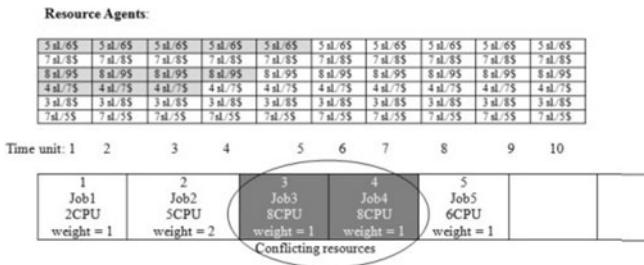 Resource Agents:
5 sl./6$ 5 sl./6$ 5 sl./6$ 5 sl./6$ 5 sl./6$ 5 sl./6$ 5 sl./6$ 5 sl./6$ 5 sl./6$ 5 sl./6$
7 sl./8$ 7 sl./8$ 7 sl./8$ 7 sl./8$ 7 sl./8$ 7 sl./8$ 7 sl./8$ 7 sl./8$ 7 sl./8$ 7 sl./8$
8 sl./9$ 8 sl./9$ 8 sl./9$ 8 sl./9$ 8 sl./9$ 8 sl./9$ 8 sl./9$ 8 sl./9$ 8 sl./9$ 8 sl./9$
4 sl./7$ 4 sl./7$ 4 sl./7$ 4 sl./7$ 4 sl./7$ 4 sl./7$ 4 sl./7$ 4 sl./7$ 4 sl./7$ 4 sl./7$
3 sl./8$ 3 sl./8$ 3 sl./8$ 3 sl./8$ 3 sl./8$ 3 sl./8$ 3 sl./8$ 3 sl./8$ 3 sl./8$ 3 sl./8$
7sl./5$ 7 sl./5$ 7 sl./5$ 7 sl./5$ 7 sl./5$ 7 sl./5$ 7 sl./5$ 7 sl./5$ 7 sl./5$ 7 sl./5$
Time unit: 1 2 3 4 5 6 7 8 9 10
1 2 3 4 5
Job1 Job2 Job3 Job4 Job5
2CPU 5CPU 8CPU 8CPU 6CPU
weight = 1 weight = 2 weight = 1 weight = 1 weight = 1
Conflicting resources